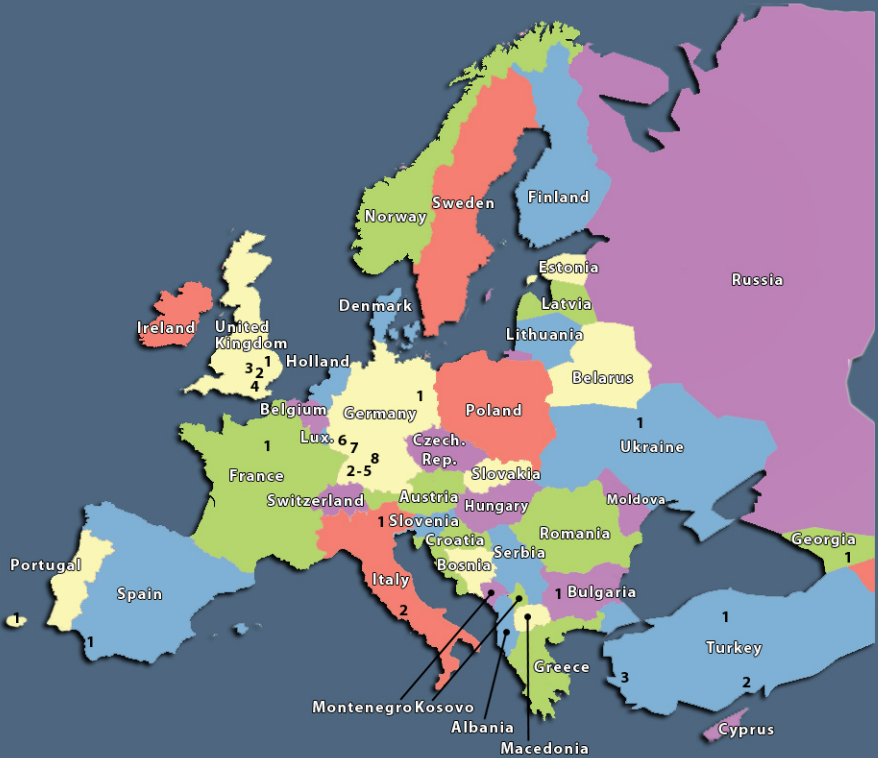 Norway
Sweden
Finland
Russia
Estonia
Latvia
Denmark
Lithuania
Ireland
United
Kingdom
3 2 1
4
Holland
Belarus
Belgium
Germany
1
Poland
1
Ukraine
Lux.
6
7
8
2-5
Czech.
Rep.
1
France
Slovakia
Switzerland
Austria
Hungary
Moldova
1
Slovenia
Croatia
Romania
Serbia
Bosnia
Georgia
1
Portugal
Spain
1
1
Italy
2
1 Bulgaria
1
Turkey
3
2
Greece
Montenegro
Kosovo
Albania
Macedonia
Cyprus